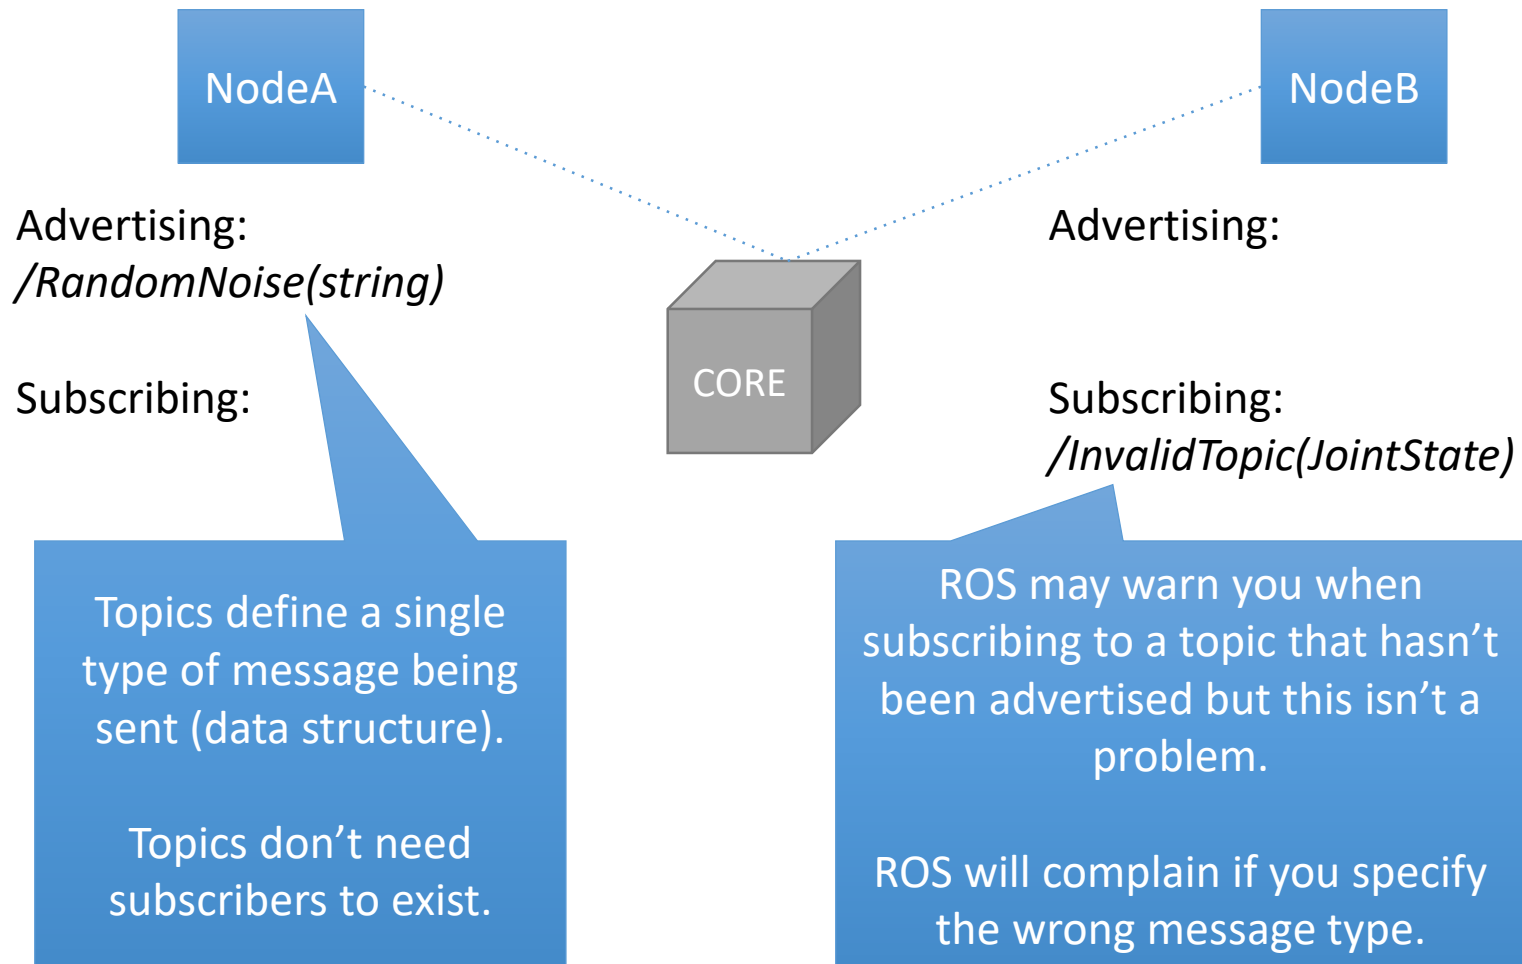 NodeA
NodeB
Advertising:
/RandomNoise(string)
Subscribing:
CORE
Advertising:
Subscribing:
/InvalidTopic(JointState)
Topics define a single
type of message being
sent (data structure).
Topics don’t need
subscribers to exist.
ROS may warn you when
subscribing to a topic that hasn’t
been advertised but this isn’t a
problem.
ROS will complain if you specify
the wrong message type.